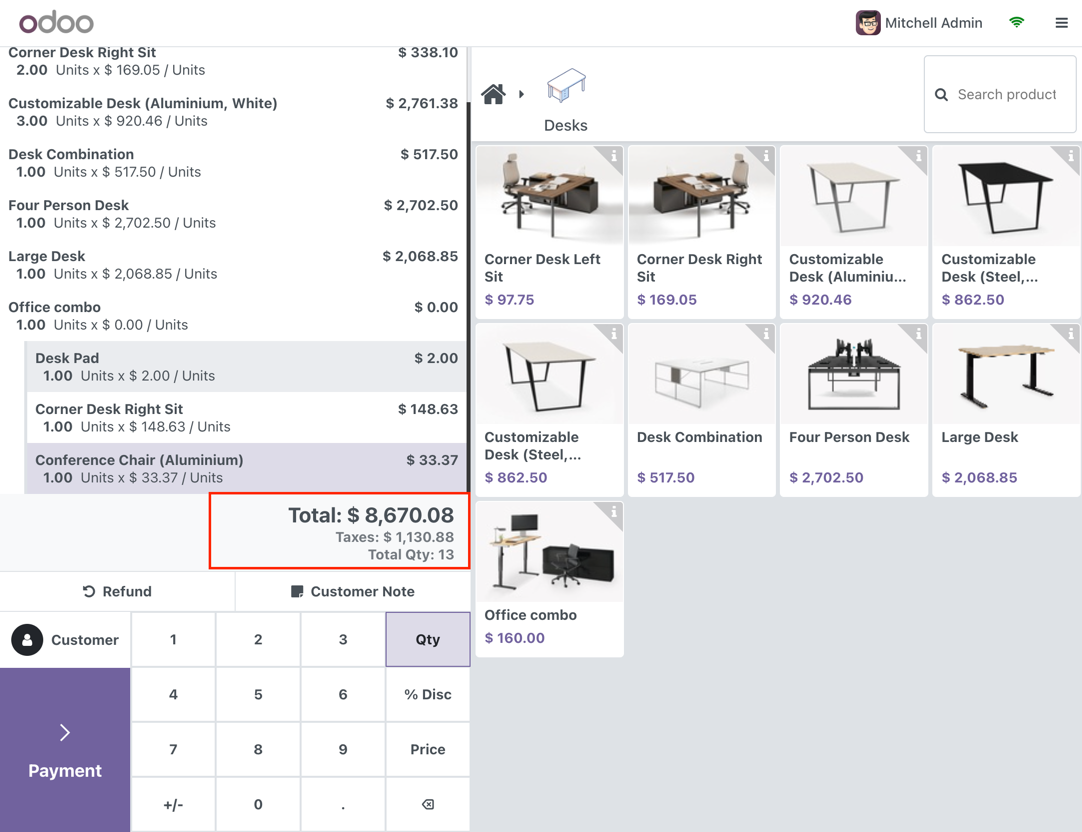 odoo
Mitchell Admin
Corner Desk Right Sit $ 338.10
2.00 Units x $ 169.05 / Units
Customizable Desk (Aluminium, White) $ 2,761.38
3.00 Units x $ 920.46 / Units
Desk Combination $ 517.50
1.00 Units x $ 517.50 / Units
Four Person Desk $ 2,702.50
1.00 Units x $ 2,702.50 / Units
Large Desk $ 2,068.85
1.00 Units x $ 2,068.85 / Units
Office combo $ 0.00
1.00 Units x $ 0.00 / Units
Desk Pad $ 2.00
1.00 Units x $ 2.00 / Units
Corner Desk Right Sit $ 148.63
1.00 Units x $ 148.63 / Units
Conference Chair (Aluminium) $ 33.37
1.00 Units x $ 33.37 / Units
Total: $ 8,670.08
Taxes: $ 1,130.88
Total Qty: 13
Refund Customer Note
Customer 1 2 3 Qty
4 5 6 % Disc
7 8 9 Price
+/- 0 .
Payment
Desks
Search product
Corner Desk Left
Sit
$ 97.75
Corner Desk Right
Sit
$ 169.05
Customizable
Desk (Aluminiu...
$ 920.46
Customizable
Desk (Steel,...
$ 862.50
Customizable
Desk (Steel,...
$ 862.50
Desk Combination
$ 517.50
Four Person Desk
$ 2,702.50
Large Desk
$ 2,068.85
Office combo
$ 160.00